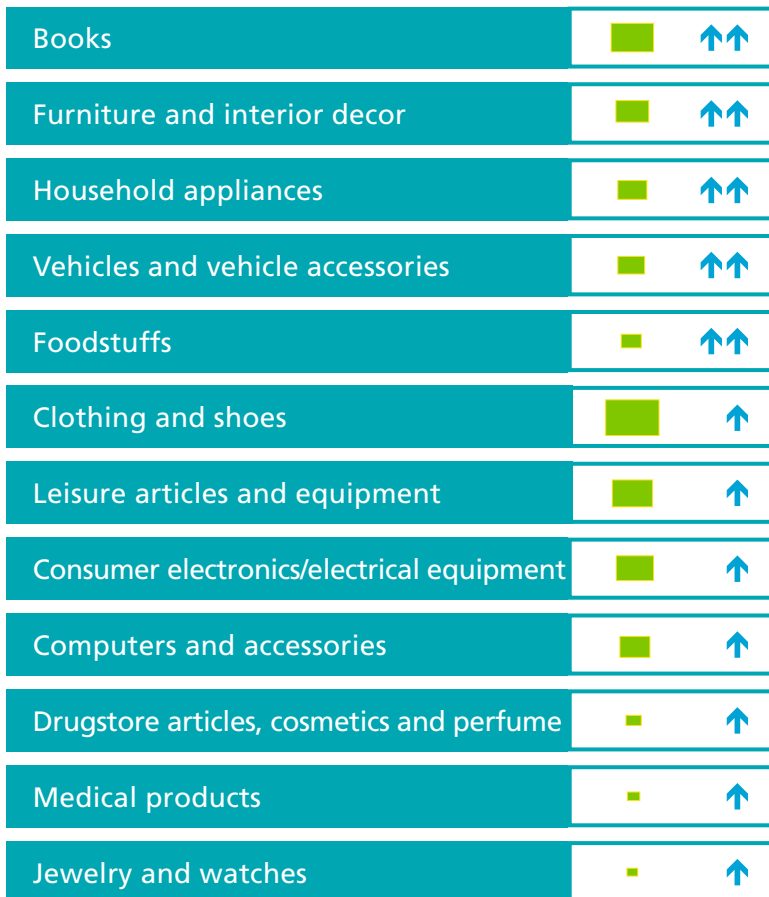 Books
Furniture and interior decor
Household appliances
Vehicles and vehicle accessories
Foodstuffs
Clothing and shoes
Leisure articles and equipment
Consumer electronics/electrical equipment
Computers and accessories
Drugstore articles, cosmetics and perfume
Medical products
Jewelry and watches